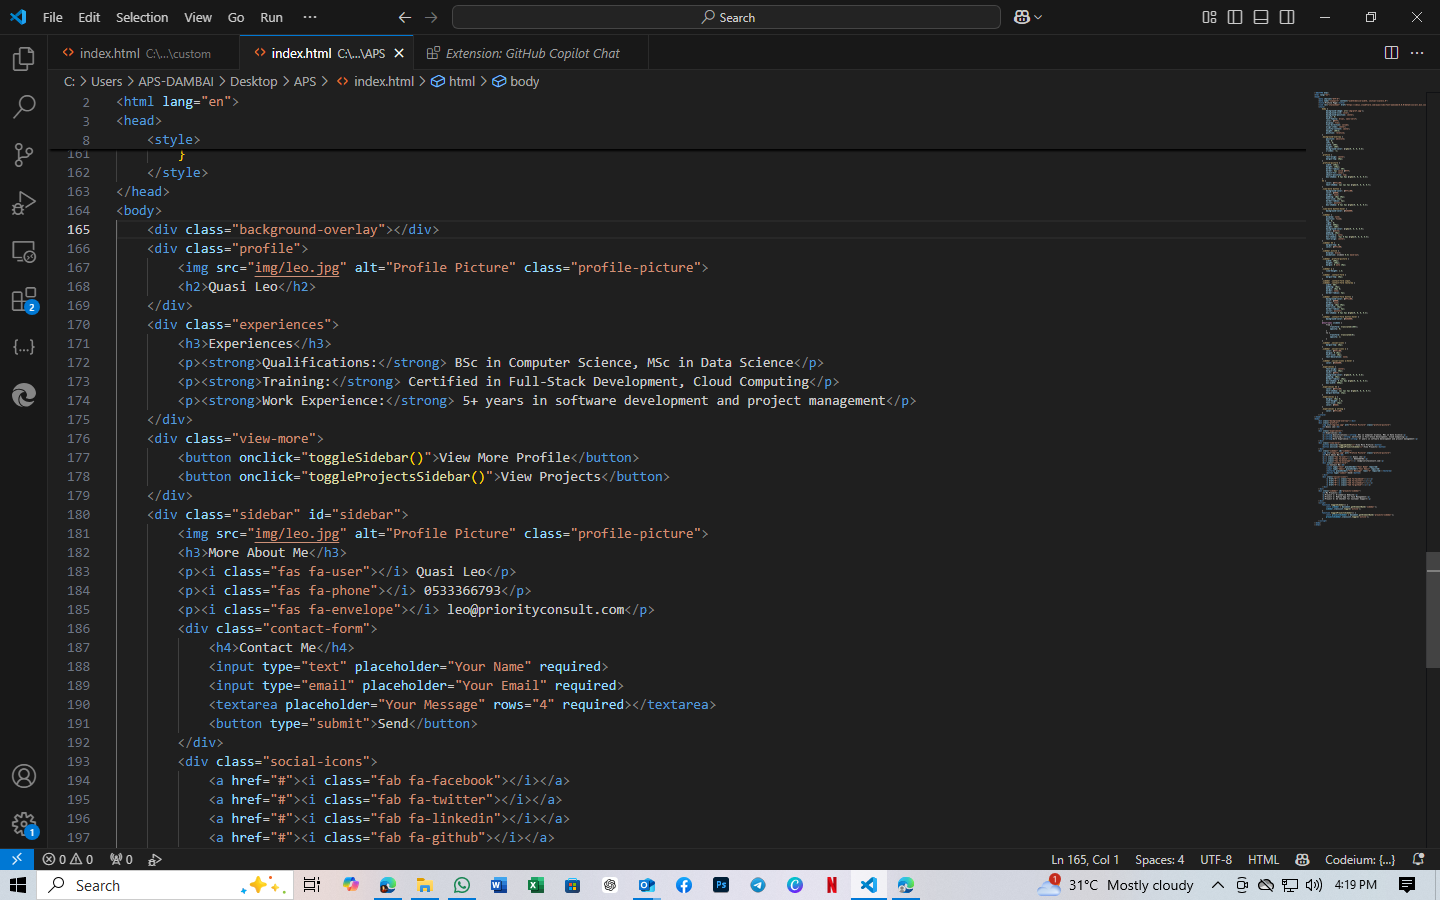 File Edit Selection View Go Run ··· Search
index.html C:\...\custom index.html C:\...\APS Extension: GitHub Copilot Chat
C: > Users > APS-DAMBAI > Desktop > APS > index.html > html > body
2 <html lang="en">
3 <head>
8 <style>
161 }
162 </style>
163 </head>
164 <body>
165 <div class="background-overlay"></div>
166 <div class="profile">
167 <img src="img/leo.jpg" alt="Profile Picture" class="profile-picture">
168 <h2>Quasi Leo</h2>
169 </div>
170 <div class="experiences">
171 <h3>Experiences</h3>
172 <p><strong>Qualifications:</strong> BSc in Computer Science, MSc in Data Science</p>
173 <p><strong>Training:</strong> Certified in Full-Stack Development, Cloud Computing</p>
174 <p><strong>Work Experience:</strong> 5+ years in software development and project management</p>
175 </div>
176 <div class="view-more">
177 <button onclick="toggleSidebar()">View More Profile</button>
178 <button onclick="toggleProjectsSidebar()">View Projects</button>
179 </div>
180 <div class="sidebar" id="sidebar">
181 <img src="img/leo.jpg" alt="Profile Picture" class="profile-picture">
182 <h3>More About Me</h3>
183 <p><i class="fas fa-user"></i> Quasi Leo</p>
184 <p><i class="fas fa-phone"></i> 0533366793</p>
185 <p><i class="fas fa-envelope"></i> leo@priorityconsult.com</p>
186 <div class="contact-form">
187 <h4>Contact Me</h4>
188 <input type="text" placeholder="Your Name" required>
189 <input type="email" placeholder="Your Email" required>
190 <textarea placeholder="Your Message" rows="4" required></textarea>
191 <button type="submit">Send</button>
192 </div>
193 <div class="social-icons">
194 <a href="#"><i class="fab fa-facebook"></i></a>
195 <a href="#"><i class="fab fa-twitter"></i></a>
196 <a href="#"><i class="fab fa-linkedin"></i></a>
197 <a href="#"><i class="fab fa-github"></i></a>
2
1
0 0 0 Ln 165, Col 1 Spaces: 4 UTF-8 HTML Codeium: {...}
Search 1 31°C Mostly cloudy 4:19 PM